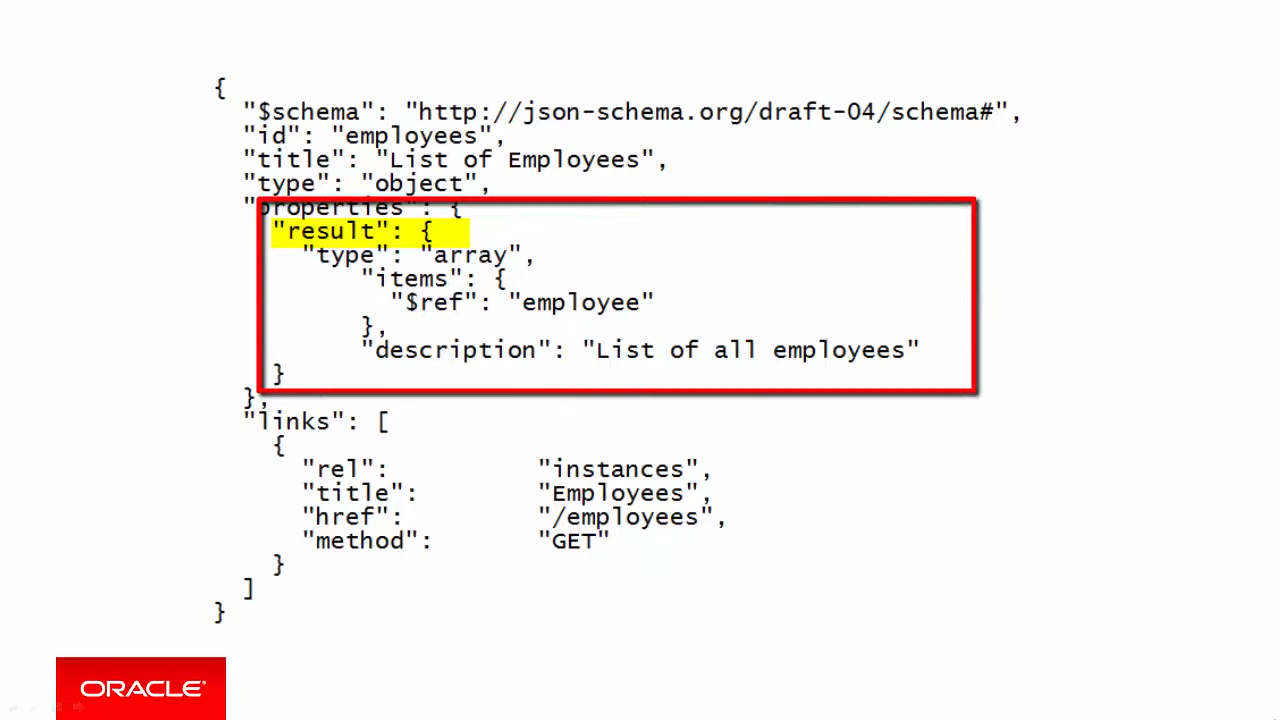 {
  "$schema": "http://json-schema.org/draft-04/schema#",
  "id": "employees",
  "title": "List of Employees",
  "type": "object",
  "properties": {
    "result": {
      "type": "array",
          "items": {
            "$ref": "employee"
          },
          "description": "List of all employees"
    }
  },
  "links": [
    {
      "rel":          "instances",
      "title":        "Employees",
      "href":         "/employees",
      "method":       "GET"
    }
  ]
}
ORACLE®